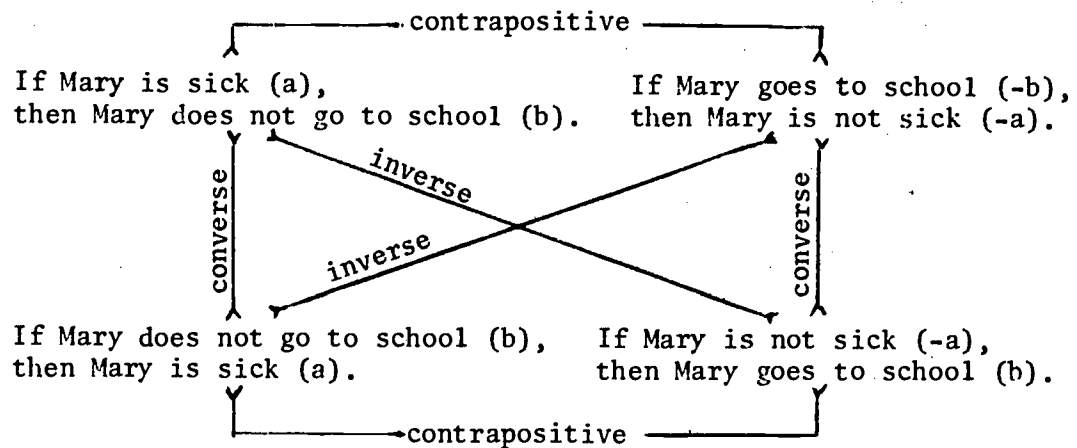 contrapositive
If Mary is sick (a),
then Mary does not go to school (b).
If Mary goes to school (-b),
then Mary is not sick (-a).
inverse
converse
converse
inverse
If Mary does not go to school (b),
then Mary is sick (a).
If Mary is not sick (-a),
then Mary goes to school (b).
contrapositive